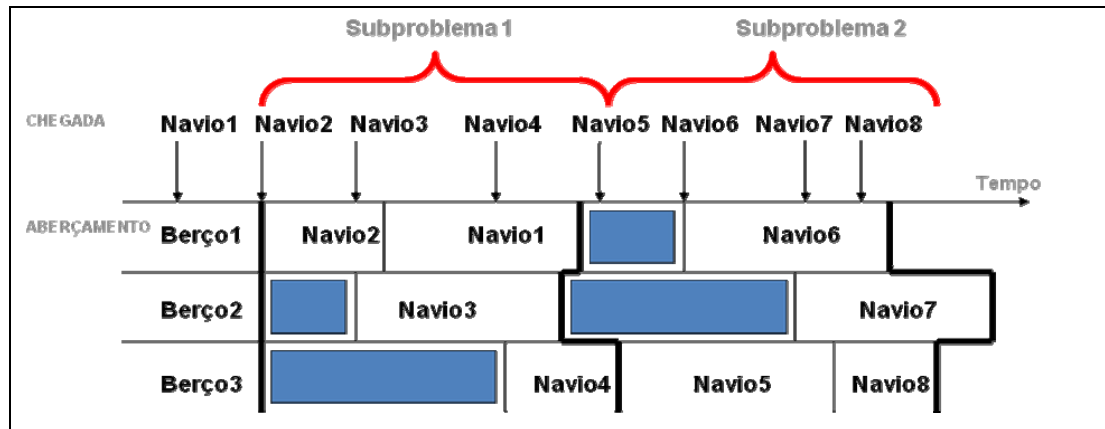 Subproblema 1 Subproblema 2
CHEGADA Navio1 Navio2 Navio3 Navio4 Navio5 Navio6 Navio7 Navio8
Tempo
ABERÇAMENTO Berço1 Navio2 Navio1 Navio6
Berço2 Navio3 Navio7
Berço3 Navio4 Navio5 Navio8